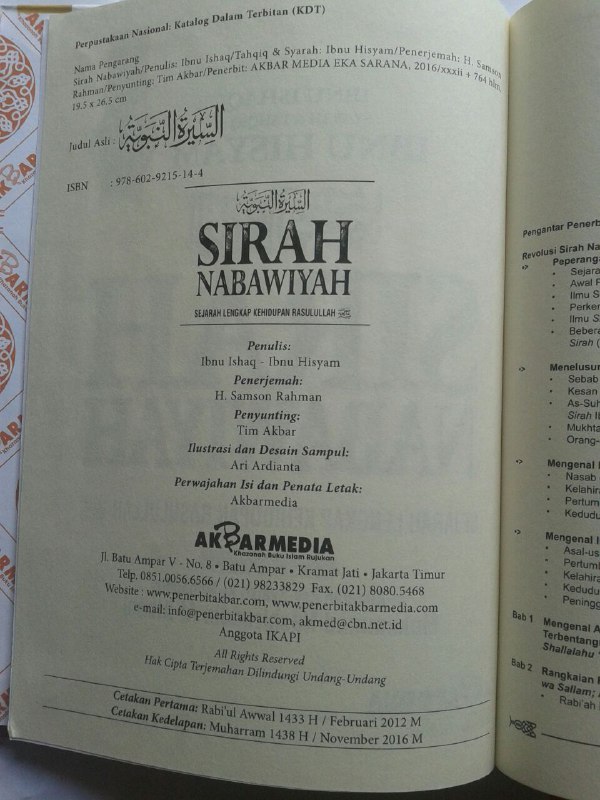 Perpustakaan Nasional: Katalog Dalam Terbitan (KDT)
Nama Pengarang
Sirah Nabawiyah/Penulis: Ibnu Ishaq/Tahqiq & Syarah: Ibnu Hisyam/Penerjemah: H. Samson
Rahman/Penyunting: Tim Akbar/Penerbit: AKBAR MEDIA EKA SARANA, 2016/xxxii + 764 hlm.
19.5 x 26.5 cm
Judul Asli : السيرة النبوية
ISBN : 978-602-9215-14-4
السيرة النبوية
SIRAH
NABAWIYAH
SEJARAH LENGKAP KEHIDUPAN RASULULLAH ﷺ
Penulis:
Ibnu Ishaq - Ibnu Hisyam
Penerjemah:
H. Samson Rahman
Penyunting:
Tim Akbar
Ilustrasi dan Desain Sampul:
Ari Ardianta
Perwajahan Isi dan Penata Letak:
Akbarmedia
AKBARMEDIA
Khazanah Buku Islam Rujukan
Jl. Batu Ampar V - No. 8 • Batu Ampar • Kramat Jati • Jakarta Timur
Telp. 0851.0056.6566 / (021) 98233829 Fax. (021) 8080.5468
Website : www.penerbitakbar.com, www.penerbitakbarmedia.com
e-mail: info@penerbitakbar.com, akmed@cbn.net.id
Anggota IKAPI
All Rights Reserved
Hak Cipta Terjemahan Dilindungi Undang-Undang
Cetakan Pertama: Rabi'ul Awwal 1433 H / Februari 2012 M
Cetakan Kedelapan: Muharram 1438 H / November 2016 M
Pengantar Penerb
Revolusi Sirah Na
Peperang
• Sejara
• Awal P
• Ilmu S
• Perker
• Ilmu Si
• Bebera
Sirah (
Menelusur
• Sebab
• Kesan
• As-Suh
Sirah Ib
• Mukhta
• Orang-
Mengenal I
• Nasab
• Kelahira
• Pertum
• Kedudu
Mengenal I
• Asal-us
• Pertumb
• Kelahira
• Kedudu
• Pening
Bab 1 Mengenal A
Terbentang
Shallalahu
Bab 2 Rangkaian
wa Sallam;
• Rabi'ah